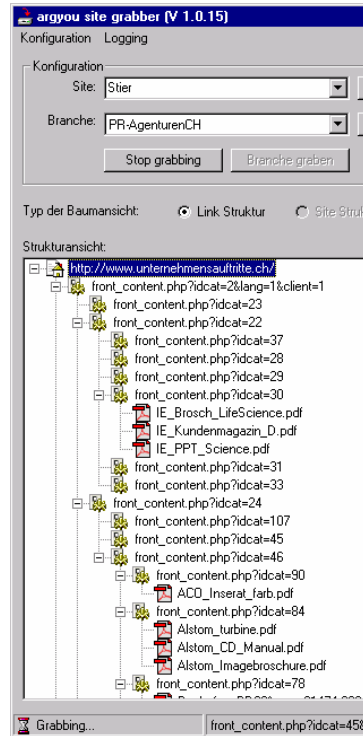 argyou site grabber (V 1.0.15)
Konfiguration Logging
Konfiguration
Site: Stier
Branche: PR-AgenturenCH
Stop grabbing Branche graben
Typ der Baumansicht: Link Struktur Site
Strukturansicht:
http://www.unternehmensauftritte.ch/
front_content.php?idcat=2&lang=1&client=1
front_content.php?idcat=23
front_content.php?idcat=22
front_content.php?idcat=37
front_content.php?idcat=28
front_content.php?idcat=29
front_content.php?idcat=30
IE_Brosch_LifeScience.pdf
IE_Kundenmagazin_D.pdf
IE_PPT_Science.pdf
front_content.php?idcat=31
front_content.php?idcat=33
front_content.php?idcat=24
front_content.php?idcat=107
front_content.php?idcat=45
front_content.php?idcat=46
front_content.php?idcat=90
ACO_Inserat_farb.pdf
front_content.php?idcat=84
Alstom_turbine.pdf
Alstom_CD_Manual.pdf
Alstom_Imagebroschure.pdf
front_content.php?idcat=78
Grabbing... front_content.php?idcat=458